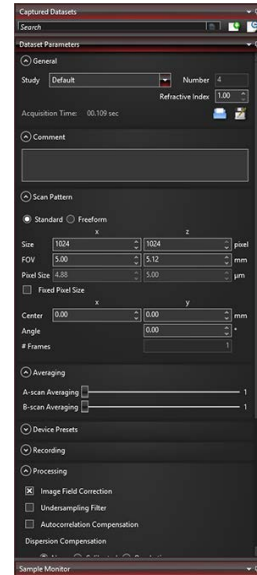 Captured Datasets
Search
Dataset Parameters
General
Study Default Number 4
Refractive Index 1.00
Acquisition Time: 00.109 sec
Comment
Scan Pattern
Standard Freeform
x z
Size 1024 1024 pixel
FOV 5.00 5.12 mm
Pixel Size 4.88 5.00 µm
Fixed Pixel Size
x y
Center 0.00 0.00 mm
Angle 0.00 °
# Frames 1
Averaging
A-scan Averaging 1
B-scan Averaging 1
Device Presets
Recording
Processing
Image Field Correction
Undersampling Filter
Autocorrelation Compensation
Dispersion Compensation
Sample Monitor